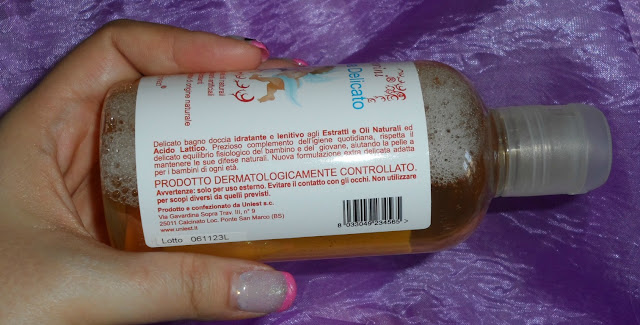 Delicato
Delicato bagno doccia idratante e lenitivo agli Estratti e Oli Naturali ed
Acido Lattico. Prezioso complemento dell'igiene quotidiana, rispetta il
delicato equilibrio fisiologico del bambino e del giovane, aiutando la pelle a
mantenere le sue difese naturali. Nuova formulazione extra delicata adatta
per i bambini di ogni età.
PRODOTTO DERMATOLOGICAMENTE CONTROLLATO.
Avvertenze: solo per uso esterno. Evitare il contatto con gli occhi. Non utilizzare
per scopi diversi da quelli previsti.
Prodotto e confezionato da Uniest s.c.
Via Gavardina Sopra Trav. III, n° 9
25011 Calcinato Loc. Ponte San Marco (BS)
www.uniest.it
Lotto 061123L
8 033049 234565 >